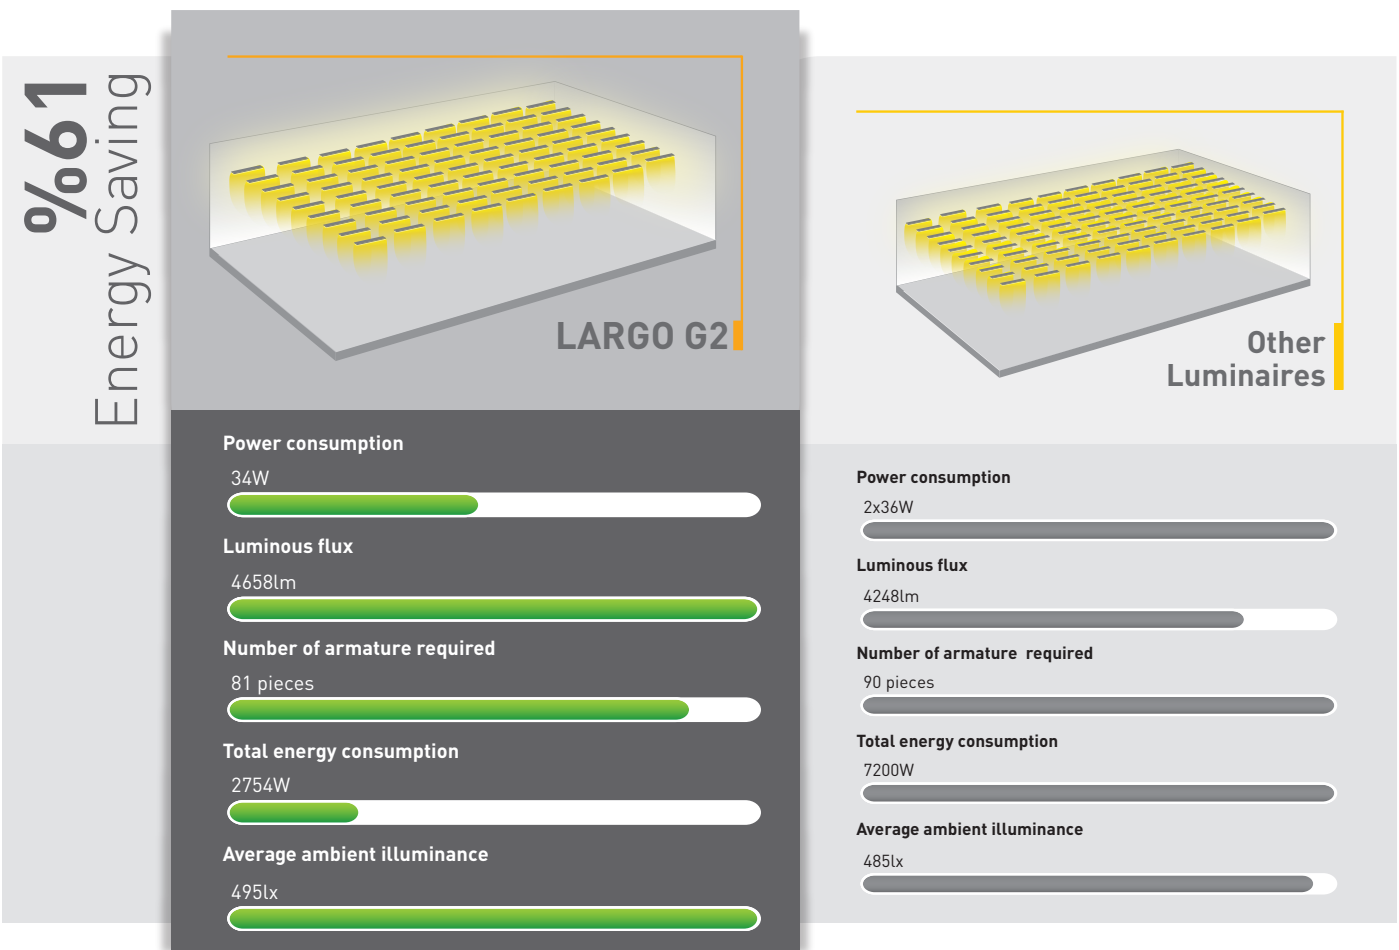 %61
Energy Saving
LARGO G2
Power consumption
34W
Luminous flux
4658lm
Number of armature required
81 pieces
Total energy consumption
2754W
Average ambient illuminance
495lx
Other
Luminaires
Power consumption
2x36W
Luminous flux
4248lm
Number of armature  required
90 pieces
Total energy consumption
7200W
Average ambient illuminance
485lx